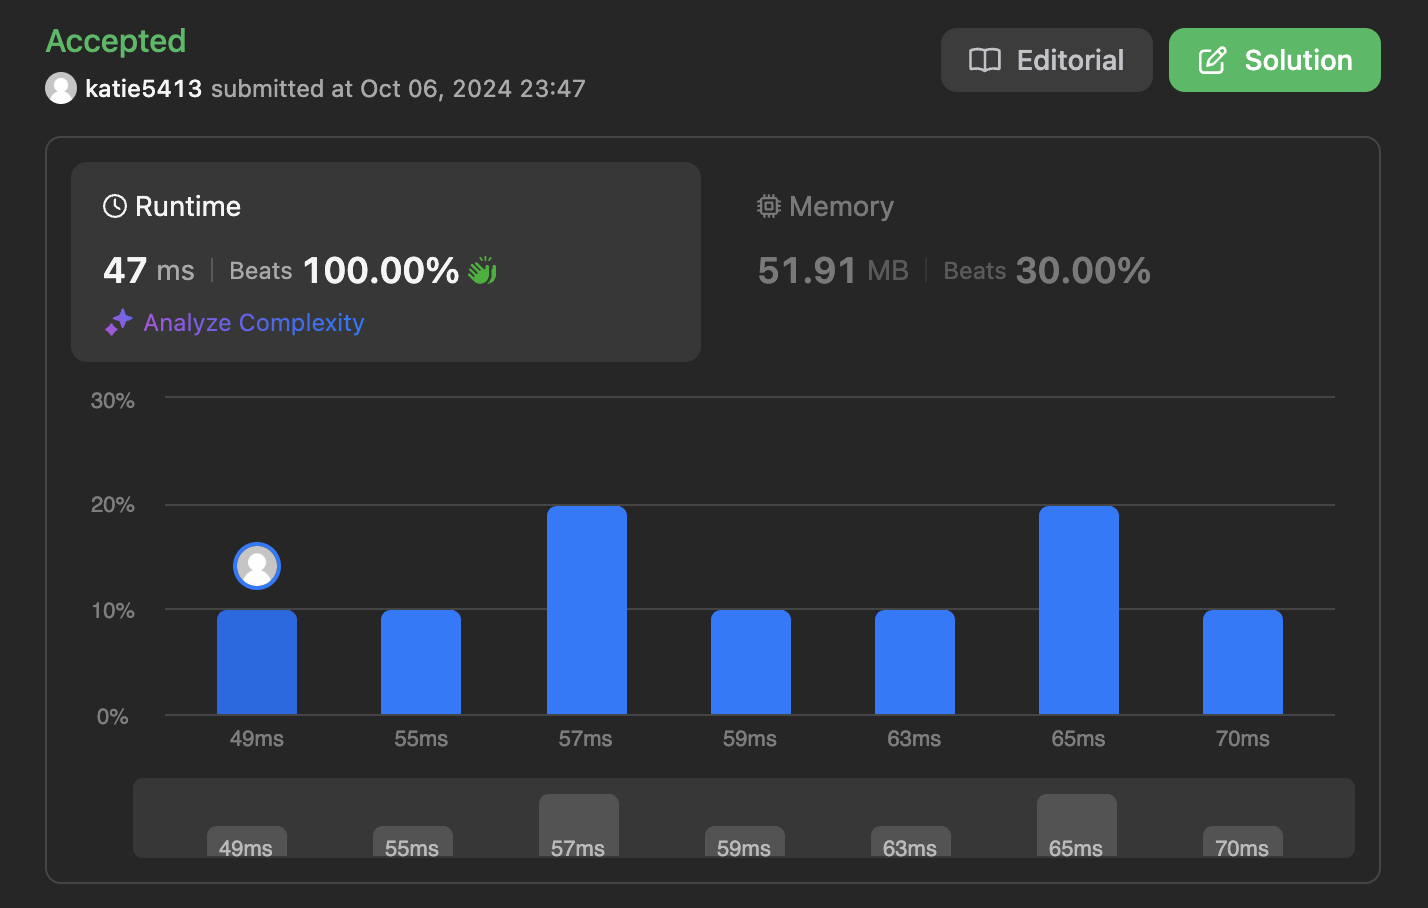 Accepted
katie5413 submitted at Oct 06, 2024 23:47
Editorial
Solution
Runtime
47 ms | Beats 100.00%
Analyze Complexity
Memory
51.91 MB | Beats 30.00%
30%
20%
10%
0%
49ms 55ms 57ms 59ms 63ms 65ms 70ms
49ms 55ms 57ms 59ms 63ms 65ms 70ms